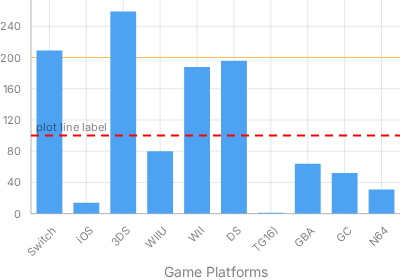 240
200
160
120
plot line label
80
40
0
Switch
iOS
3DS
WIIU
WII
DS
TG16)
GBA
GC
N64
Game Platforms